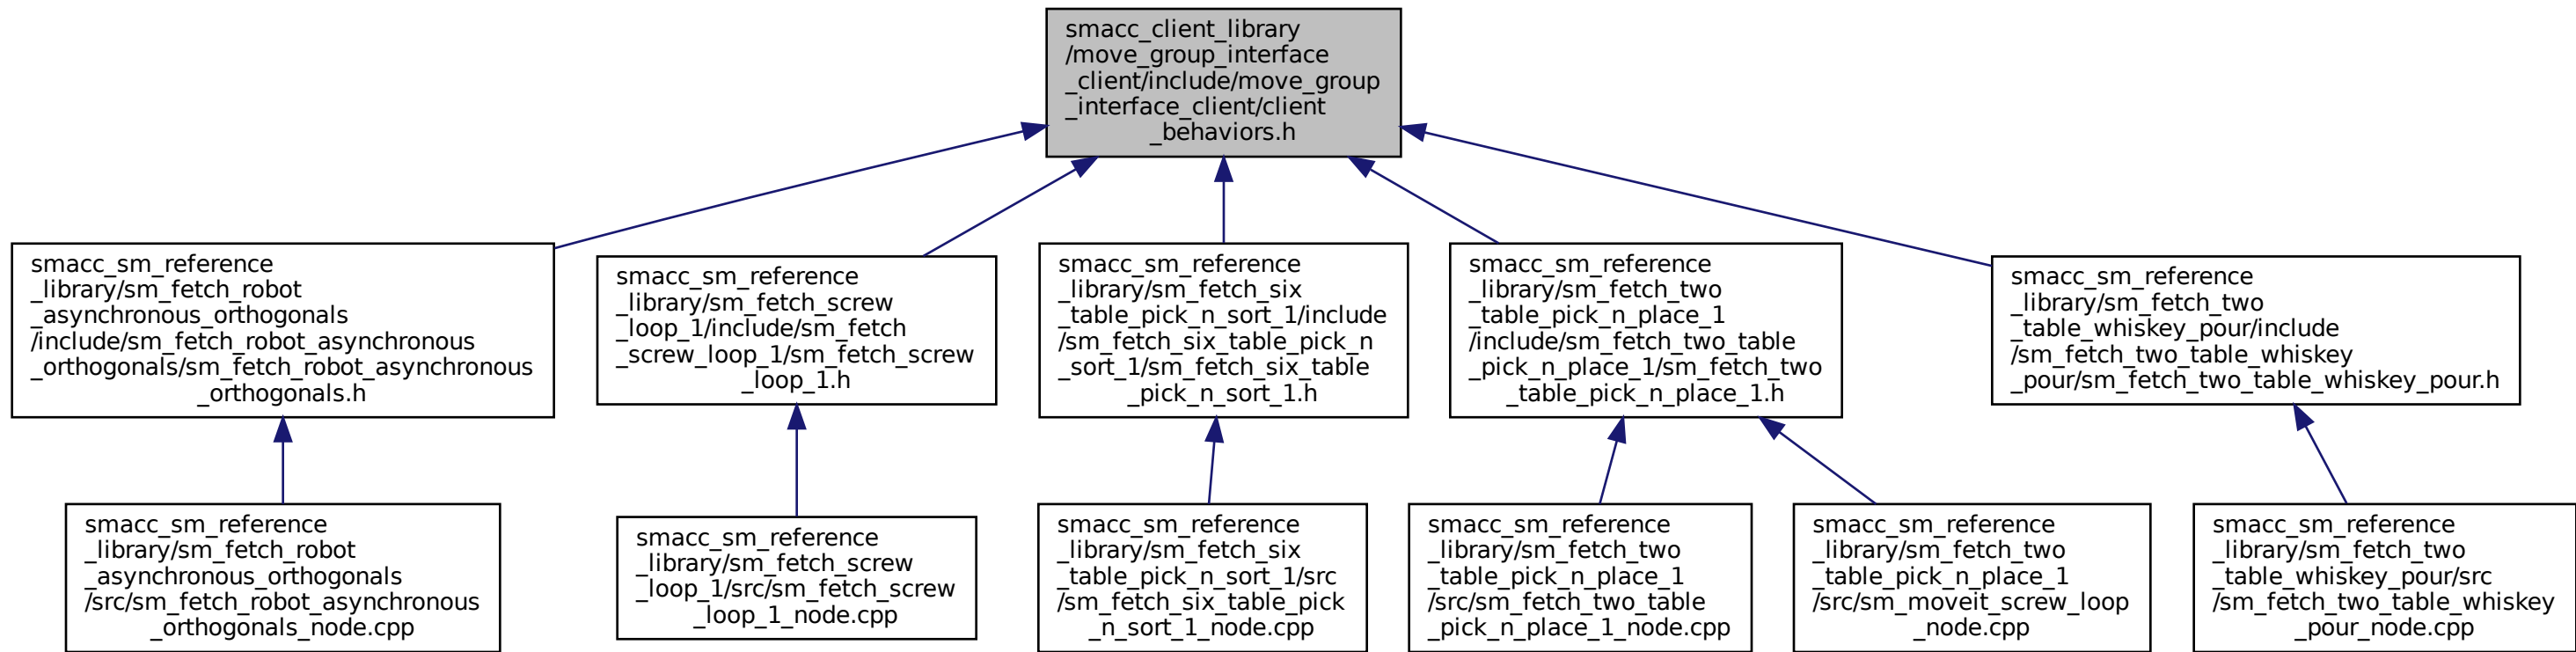 smacc_client_library
/move_group_interface
_client/include/move_group
_interface_client/client
_behaviors.h
smacc_sm_reference
_library/sm_fetch_robot
_asynchronous_orthogonals
/include/sm_fetch_robot_asynchronous
_orthogonals/sm_fetch_robot_asynchronous
_orthogonals.h
smacc_sm_reference
_library/sm_fetch_screw
_loop_1/include/sm_fetch
_screw_loop_1/sm_fetch_screw
_loop_1.h
smacc_sm_reference
_library/sm_fetch_six
_table_pick_n_sort_1/include
/sm_fetch_six_table_pick_n
_sort_1/sm_fetch_six_table
_pick_n_sort_1.h
smacc_sm_reference
_library/sm_fetch_two
_table_pick_n_place_1
/include/sm_fetch_two_table
_pick_n_place_1/sm_fetch_two
_table_pick_n_place_1.h
smacc_sm_reference
_library/sm_fetch_two
_table_whiskey_pour/include
/sm_fetch_two_table_whiskey
_pour/sm_fetch_two_table_whiskey_pour.h
smacc_sm_reference
_library/sm_fetch_robot
_asynchronous_orthogonals
/src/sm_fetch_robot_asynchronous
_orthogonals_node.cpp
smacc_sm_reference
_library/sm_fetch_screw
_loop_1/src/sm_fetch_screw
_loop_1_node.cpp
smacc_sm_reference
_library/sm_fetch_six
_table_pick_n_sort_1/src
/sm_fetch_six_table_pick
_n_sort_1_node.cpp
smacc_sm_reference
_library/sm_fetch_two
_table_pick_n_place_1
/src/sm_fetch_two_table
_pick_n_place_1_node.cpp
smacc_sm_reference
_library/sm_fetch_two
_table_pick_n_place_1
/src/sm_moveit_screw_loop
_node.cpp
smacc_sm_reference
_library/sm_fetch_two
_table_whiskey_pour/src
/sm_fetch_two_table_whiskey
_pour_node.cpp